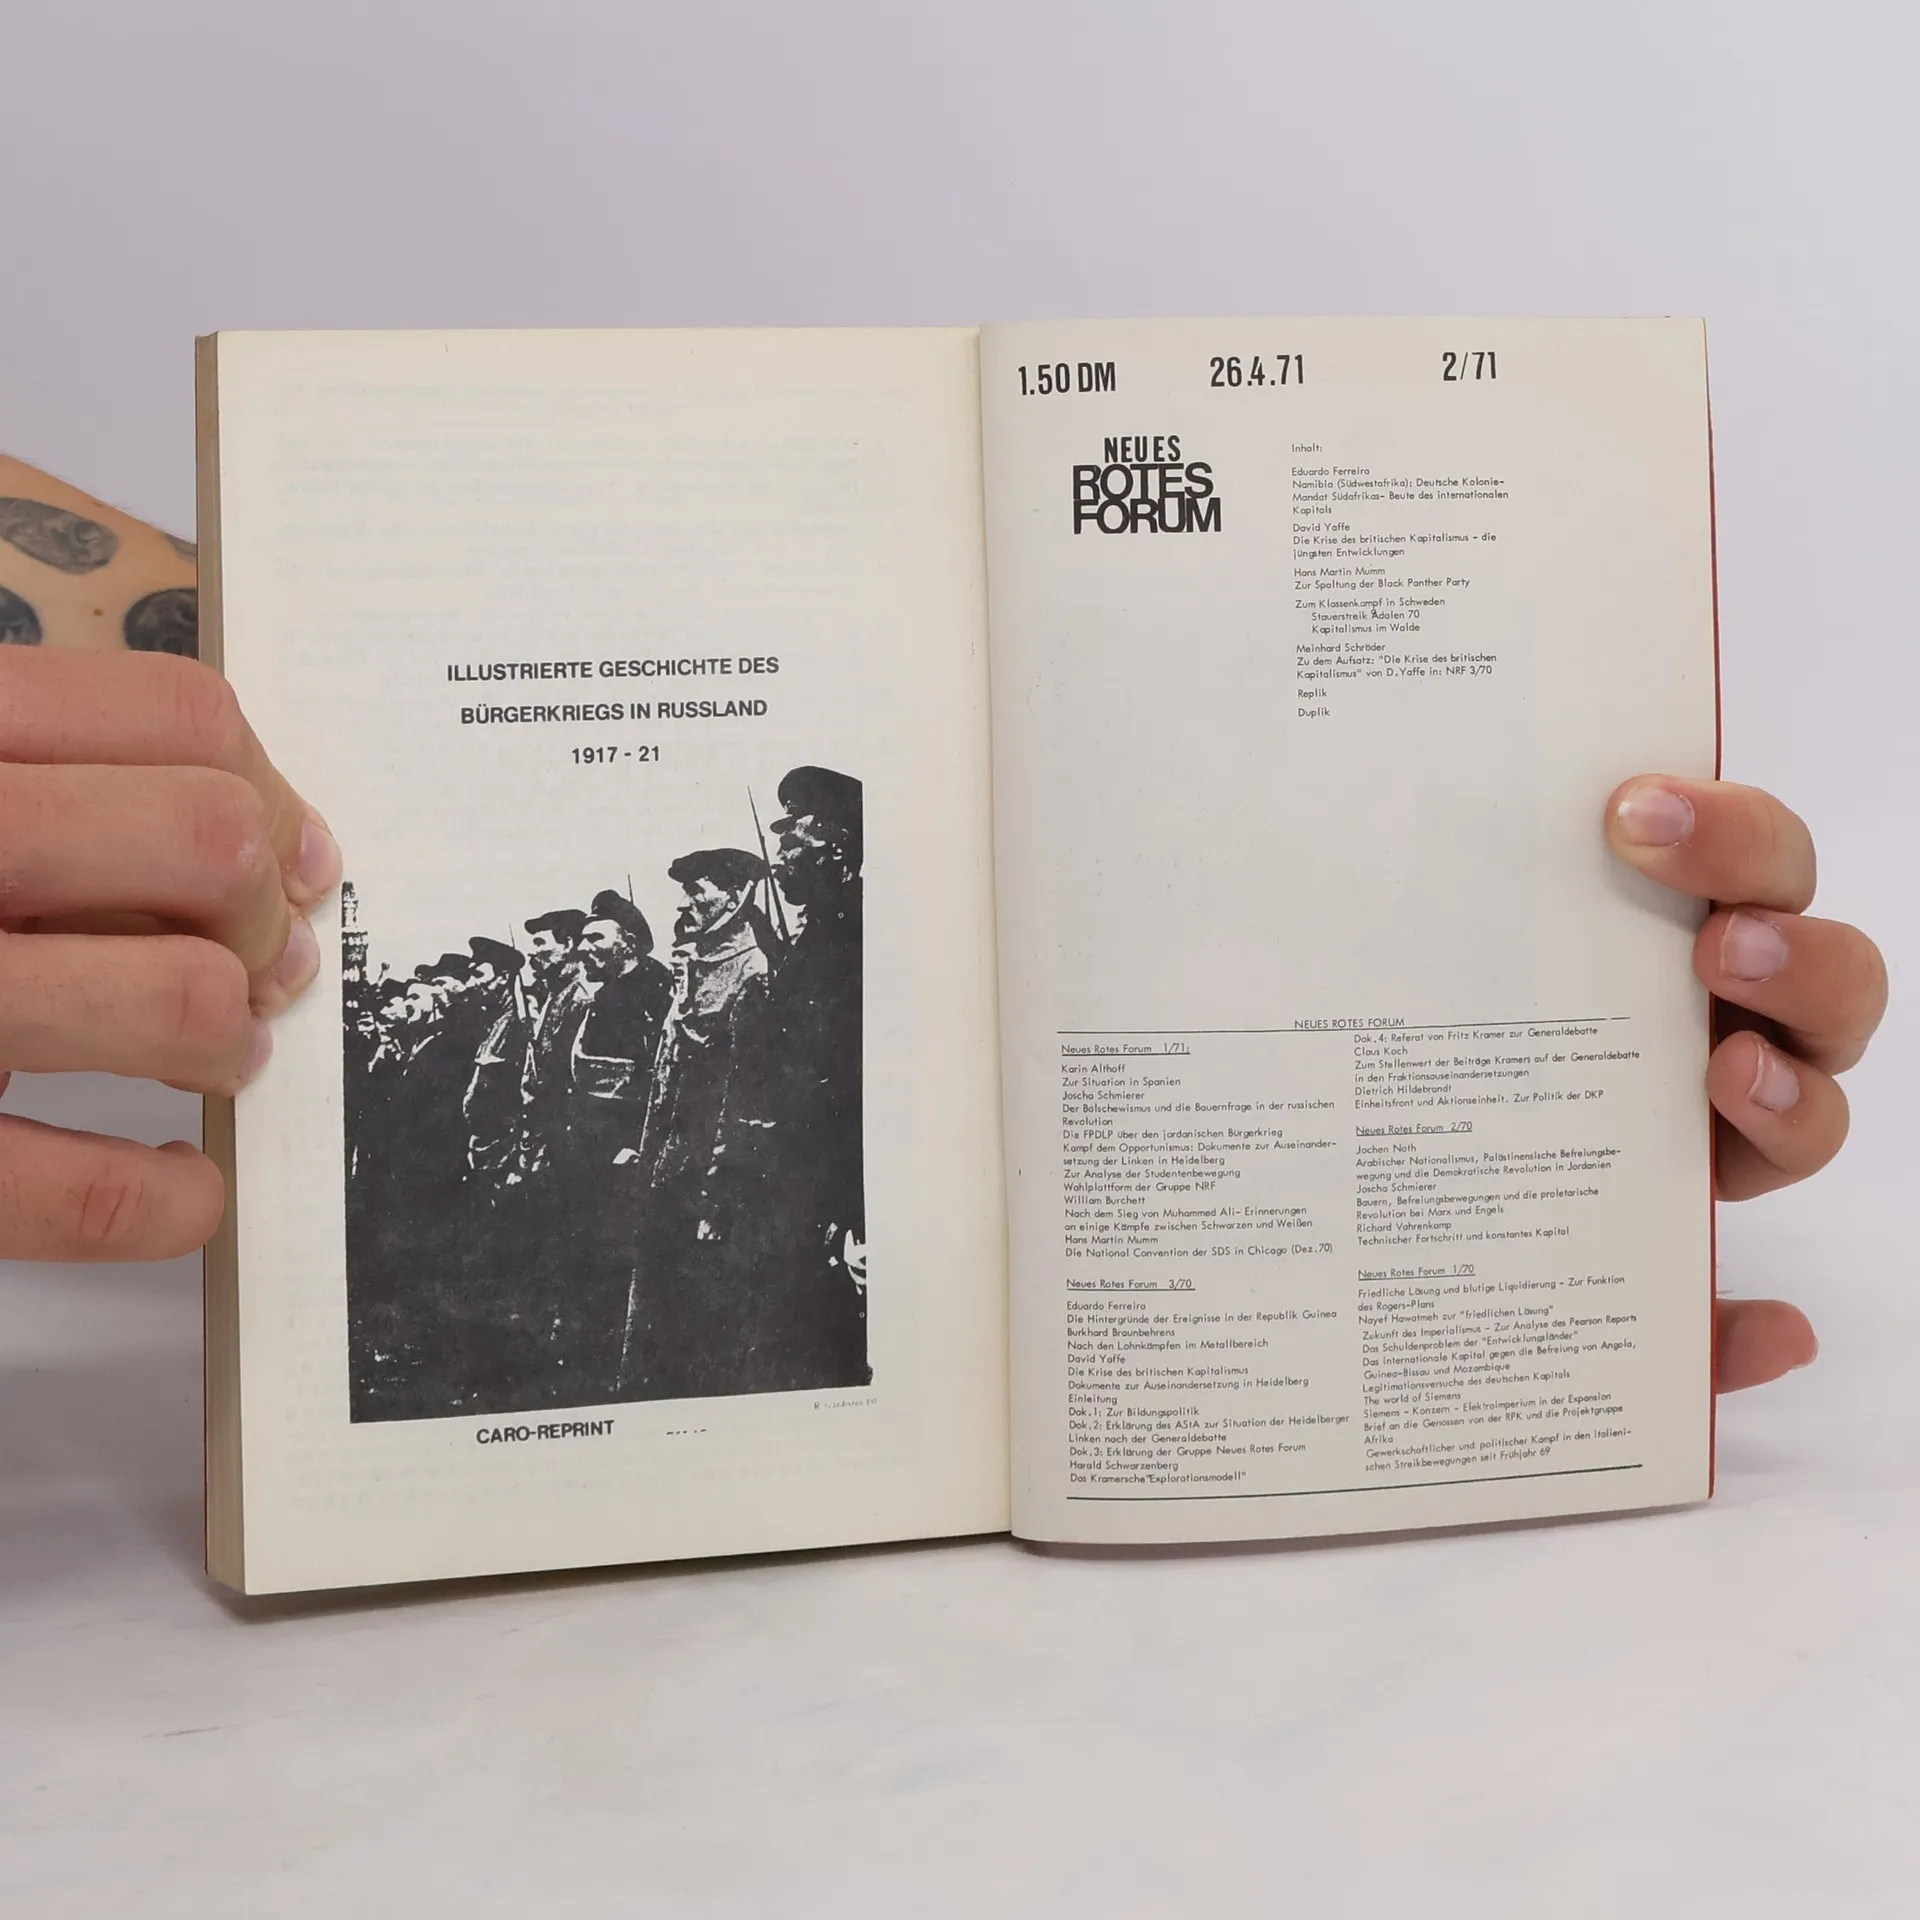 ILLUSTRIERTE GESCHICHTE DES
BÜRGERKRIEGS IN RUSSLAND
1917 - 21
CARO-REPRINT
1.50 DM 26.4.71 2/71
NEUES
ROTES
FORUM
Inhalt:
Eduardo Ferreira
Namibia (Südwestafrika): Deutsche Kolonie-
Mandat Südafrikas- Beute des internationalen
Kapitals
David Yaffe
Die Krise des britischen Kapitalismus - die
jüngsten Entwicklungen
Hans Martin Mumm
Zur Spaltung der Black Panther Party
Zum Klassenkampf in Schweden
Stauerstreik Ådalen 70
Kapitalismus im Walde
Meinhard Schröder
Zu dem Aufsatz: "Die Krise des britischen
Kapitalismus" von D.Yaffe in: NRF 3/70
Replik
Duplik
NEUES ROTES FORUM
Neues Rotes Forum 1/71:
Karin Althoff
Zur Situation in Spanien
Joscha Schmierer
Der Bolschewismus und die Bauernfrage in der russischen
Revolution
Die FPDLP über den jordanischen Bürgerkrieg
Kampf dem Opportunismus: Dokumente zur Auseinander-
setzung der Linken in Heidelberg
Zur Analyse der Studentenbewegung
Wahlplattform der Gruppe NRF
William Burchett
Nach dem Sieg von Muhammed Ali- Erinnerungen
an einige Kämpfe zwischen Schwarzen und Weißen
Hans Martin Mumm
Die National Convention der SDS in Chicago (Dez.70)
Neues Rotes Forum 3/70
Eduardo Ferreira
Die Hintergründe der Ereignisse in der Republik Guinea
Burkhard Braunbehrens
Nach den Lohnkämpfen im Metallbereich
David Yaffe
Die Krise des britischen Kapitalismus
Dokumente zur Auseinandersetzung in Heidelberg
Einleitung
Dok.1: Zur Bildungspolitik
Dok.2: Erklärung des AStA zur Situation der Heidelberger
Linken nach der Generaldebatte
Dok.3: Erklärung der Gruppe Neues Rotes Forum
Harald Schwarzenberg
Das Kramersche "Explorationsmodell"
Dok.4: Referat von Fritz Kramer zur Generaldebatte
Claus Koch
Zum Stellenwert der Beiträge Kramers auf der Generaldebatte
in den Fraktionsauseinandersetzungen
Dietrich Hildebrandt
Einheitsfront und Aktionseinheit. Zur Politik der DKP
Neues Rotes Forum 2/70
Jochen Noth
Arabischer Nationalismus, Palästinensische Befreiungsbe-
wegung und die Demokratische Revolution in Jordanien
Joscha Schmierer
Bauern, Befreiungsbewegungen und die proletarische
Revolution bei Marx und Engels
Richard Vahrenkamp
Technischer Fortschritt und konstantes Kapital
Neues Rotes Forum 1/70
Friedliche Lösung und blutige Liquidierung - Zur Funktion
des Rogers-Plans
Nayef Hawatmeh zur "friedlichen Lösung"
Zukunft des Imperialismus - Zur Analyse des Pearson Reports
Das Schuldenproblem der "Entwicklungsländer"
Das internationale Kapital gegen die Befreiung von Angola,
Guinea-Bissau und Mozambique
Legitimationsversuche des deutschen Kapitals
The world of Siemens
Siemens - Konzern - Elektroimperium in der Expansion
Brief an die Genossen von der RPK und die Projektgruppe
Afrika
Gewerkschaftlicher und politischer Kampf in den italieni-
schen Streikbewegungen seit Frühjahr 69